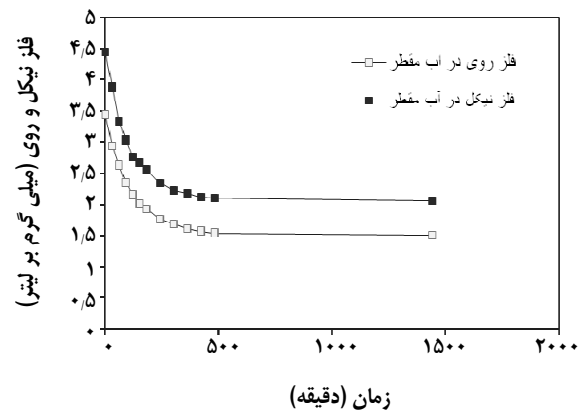 فلز نیکل و روی (میلی گرم بر لیتر)
۵
۴٫۵
۴
۳٫۵
۳
۲٫۵
۲
۱٫۵
۱
۰٫۵
۰
فلز روی در اب مقطر
فلز نیکل در آب مقطر
۰ ۵۰۰ ۱۰۰۰ ۱۵۰۰ ۲۰۰۰
زمان (دقیقه)